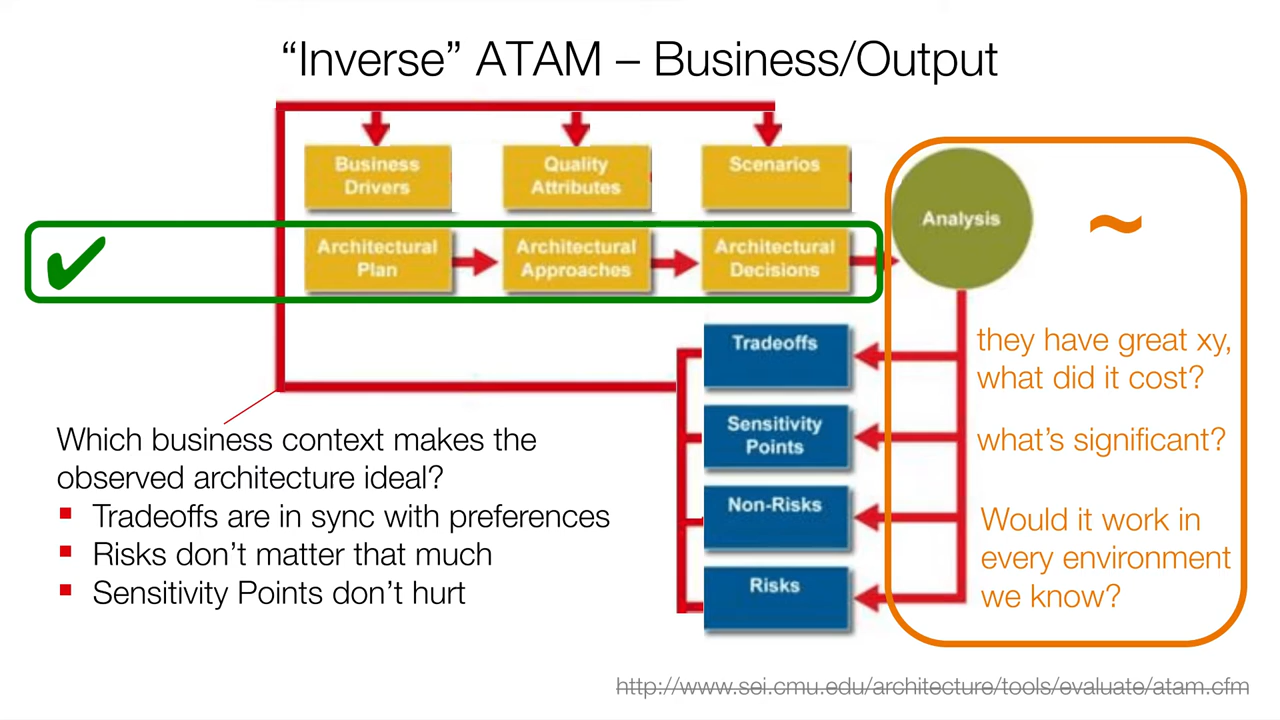 “Inverse” ATAM – Business/Output
Business
Drivers
Quality
Attributes
Scenarios
Analysis
~
✔
Architectural
Plan
Architectural
Approaches
Architectural
Decisions
Tradeoffs
they have great xy,
what did it cost?
Sensitivity
Points
what’s significant?
Non-Risks
Would it work in
every environment
we know?
Risks
Which business context makes the
observed architecture ideal?
▪ Tradeoffs are in sync with preferences
▪ Risks don’t matter that much
▪ Sensitivity Points don’t hurt
http://www.sei.cmu.edu/architecture/tools/evaluate/atam.cfm